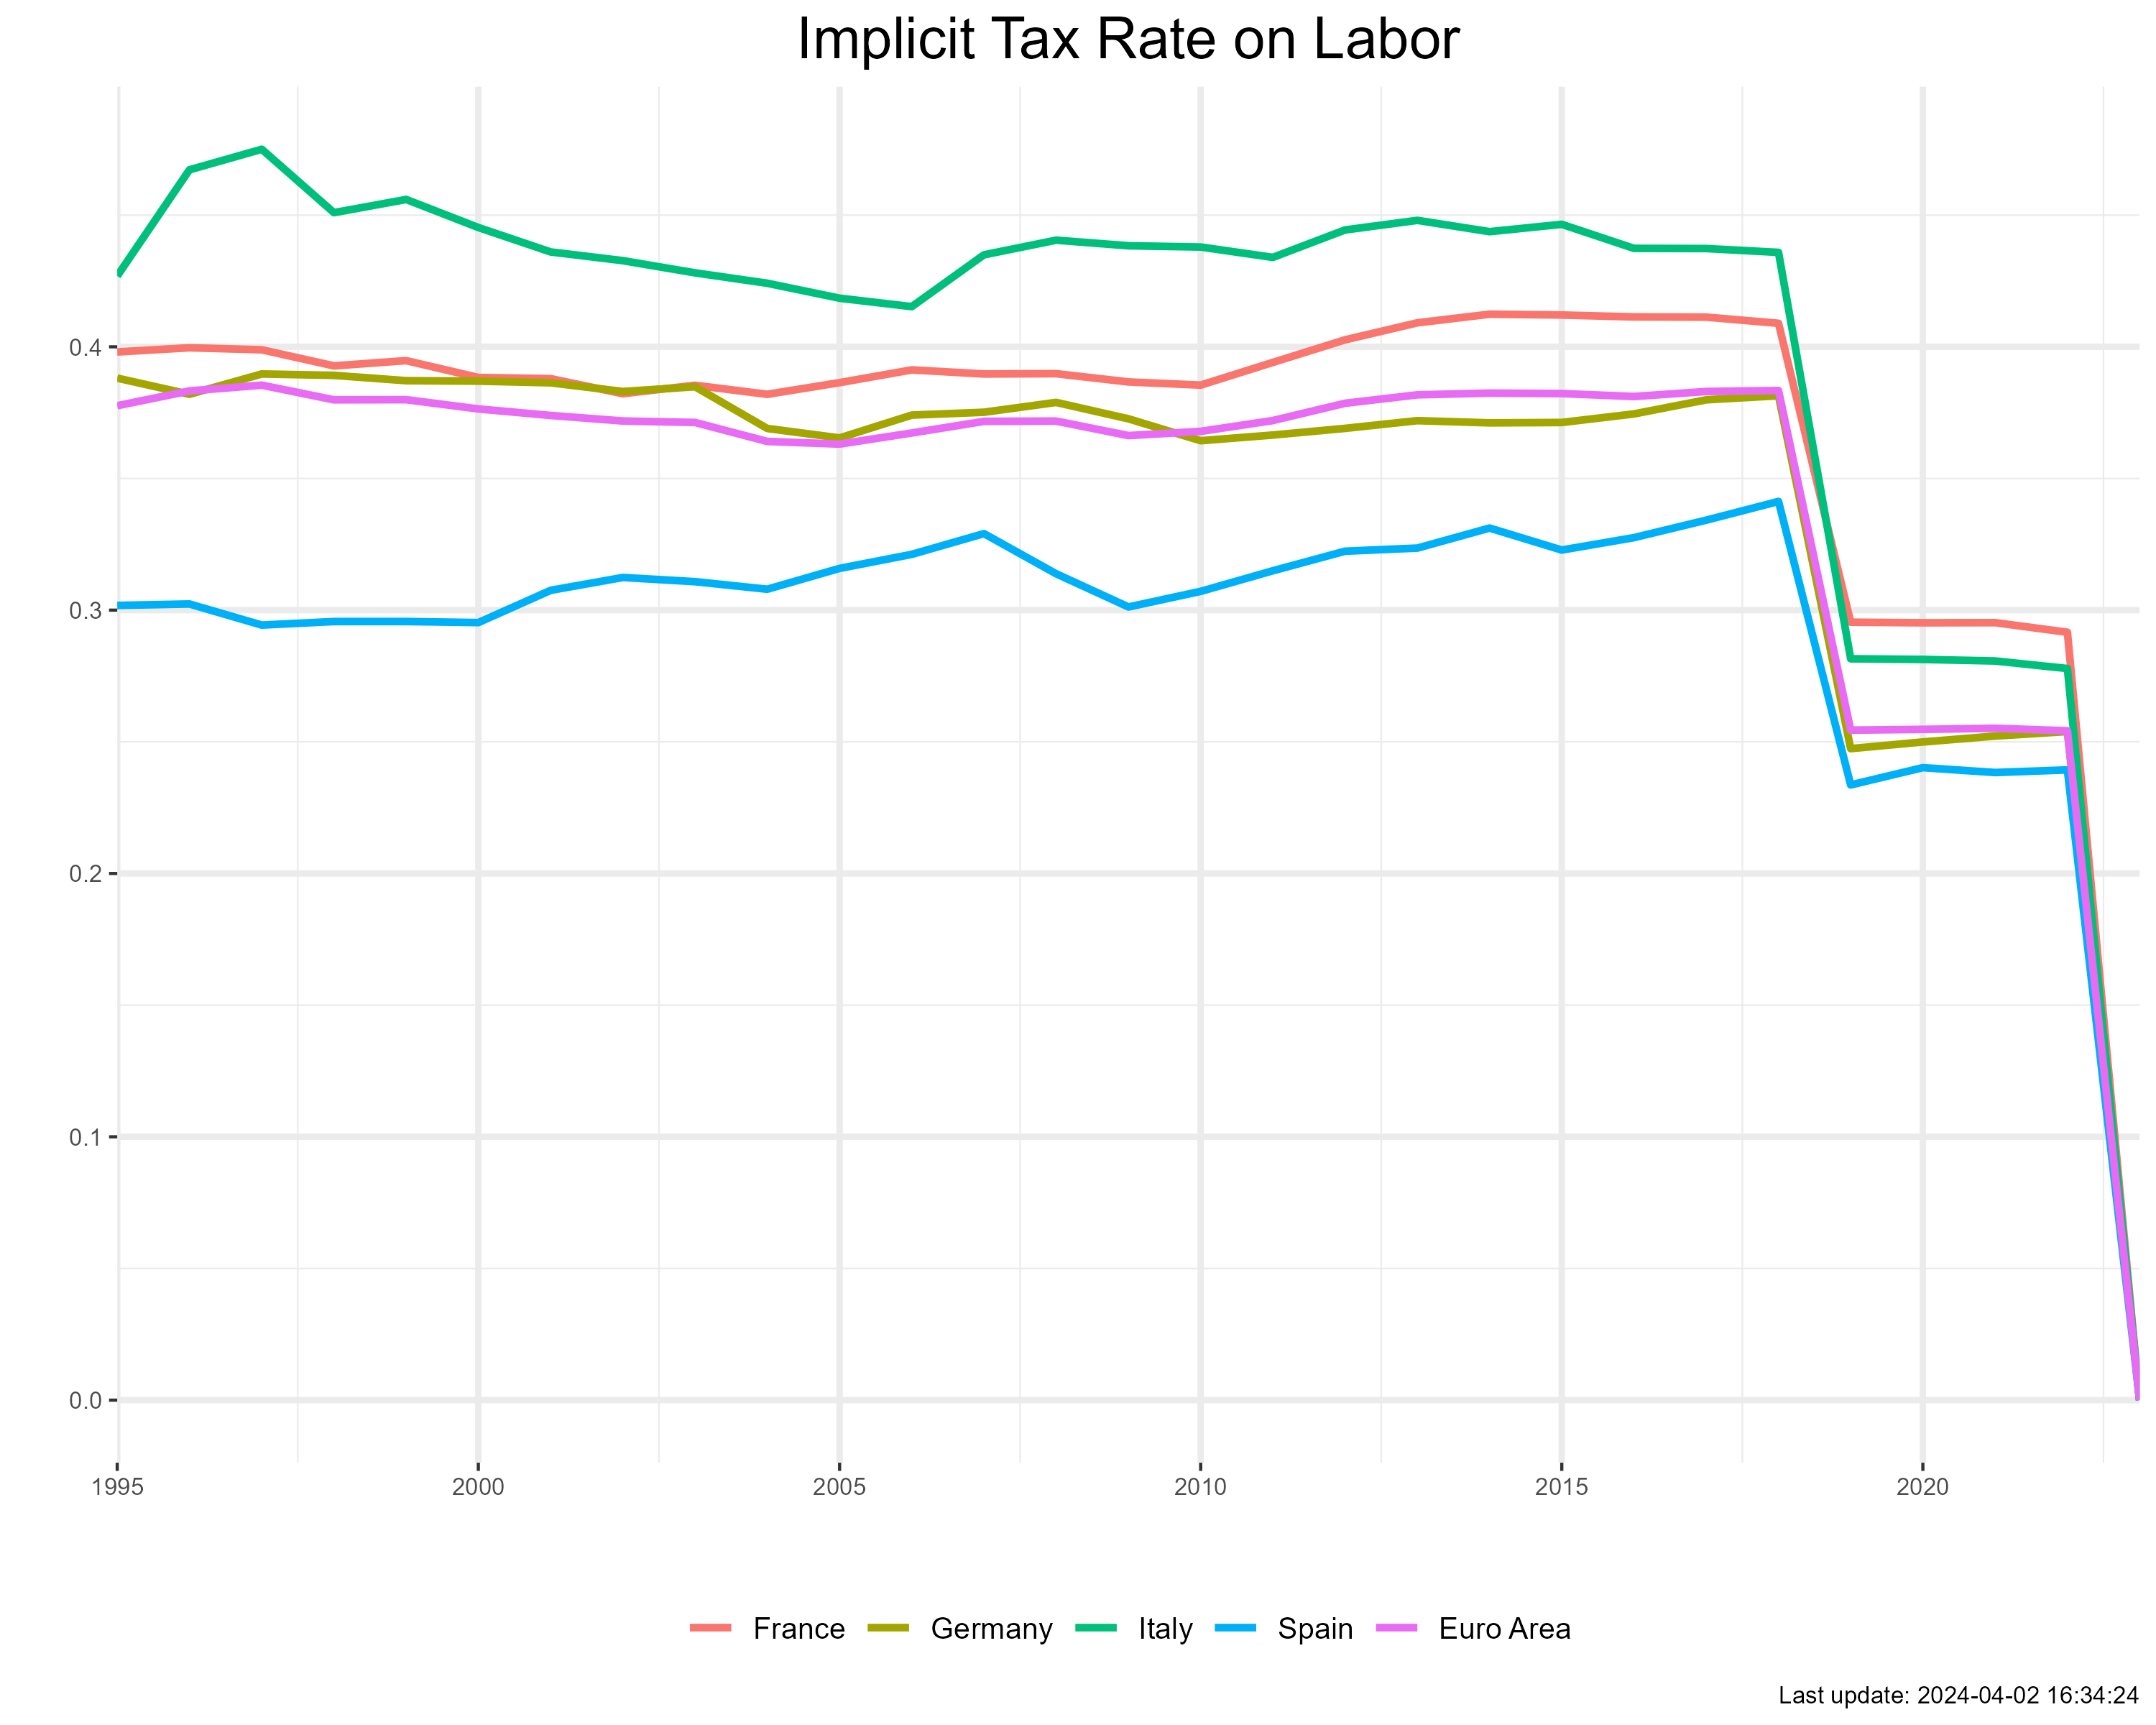 Implicit Tax Rate on Labor
0.4
0.3
0.2
0.1
0.0
1995 2000 2005 2010 2015 2020
France Germany Italy Spain Euro Area
Last update: 2024-04-02 16:34:24